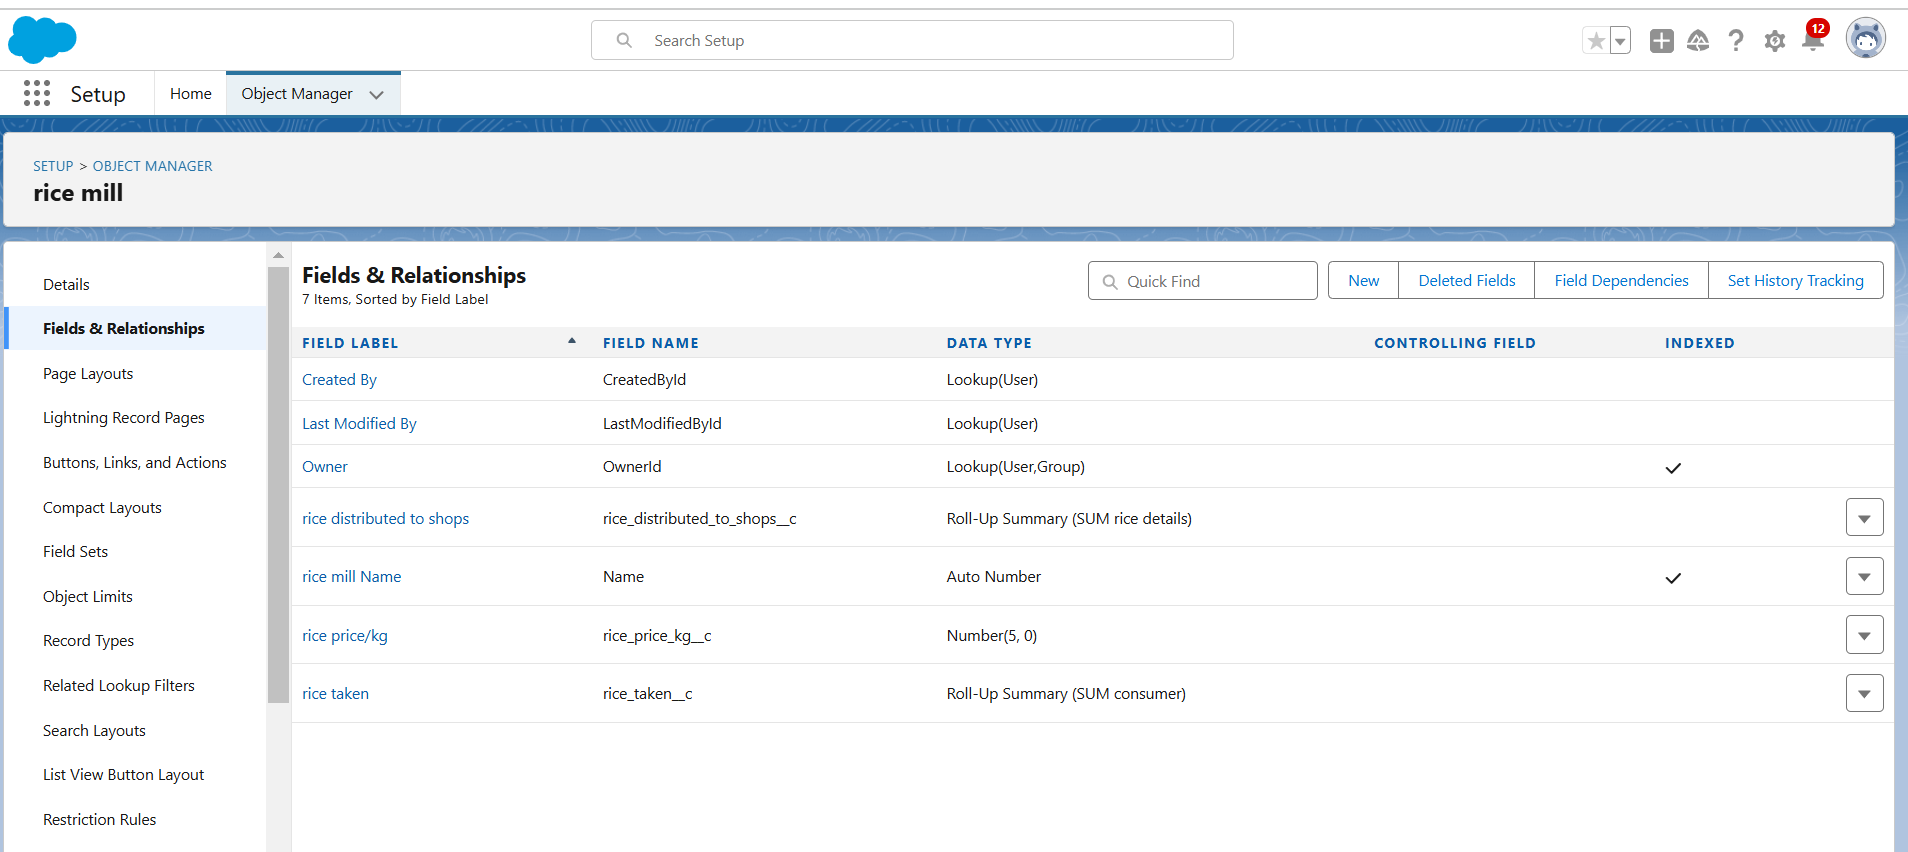 Search Setup
12
Setup
Home
Object Manager
SETUP > OBJECT MANAGER
rice mill
Details
Fields & Relationships
Page Layouts
Lightning Record Pages
Buttons, Links, and Actions
Compact Layouts
Field Sets
Object Limits
Record Types
Related Lookup Filters
Search Layouts
List View Button Layout
Restriction Rules
Fields & Relationships
7 Items, Sorted by Field Label
Quick Find
New Deleted Fields Field Dependencies Set History Tracking
FIELD LABEL FIELD NAME DATA TYPE CONTROLLING FIELD INDEXED
Created By CreatedById Lookup(User)
Last Modified By LastModifiedById Lookup(User)
Owner OwnerId Lookup(User,Group)
rice distributed to shops rice_distributed_to_shops__c Roll-Up Summary (SUM rice details)
rice mill Name Name Auto Number
rice price/kg rice_price_kg__c Number(5, 0)
rice taken rice_taken__c Roll-Up Summary (SUM consumer)